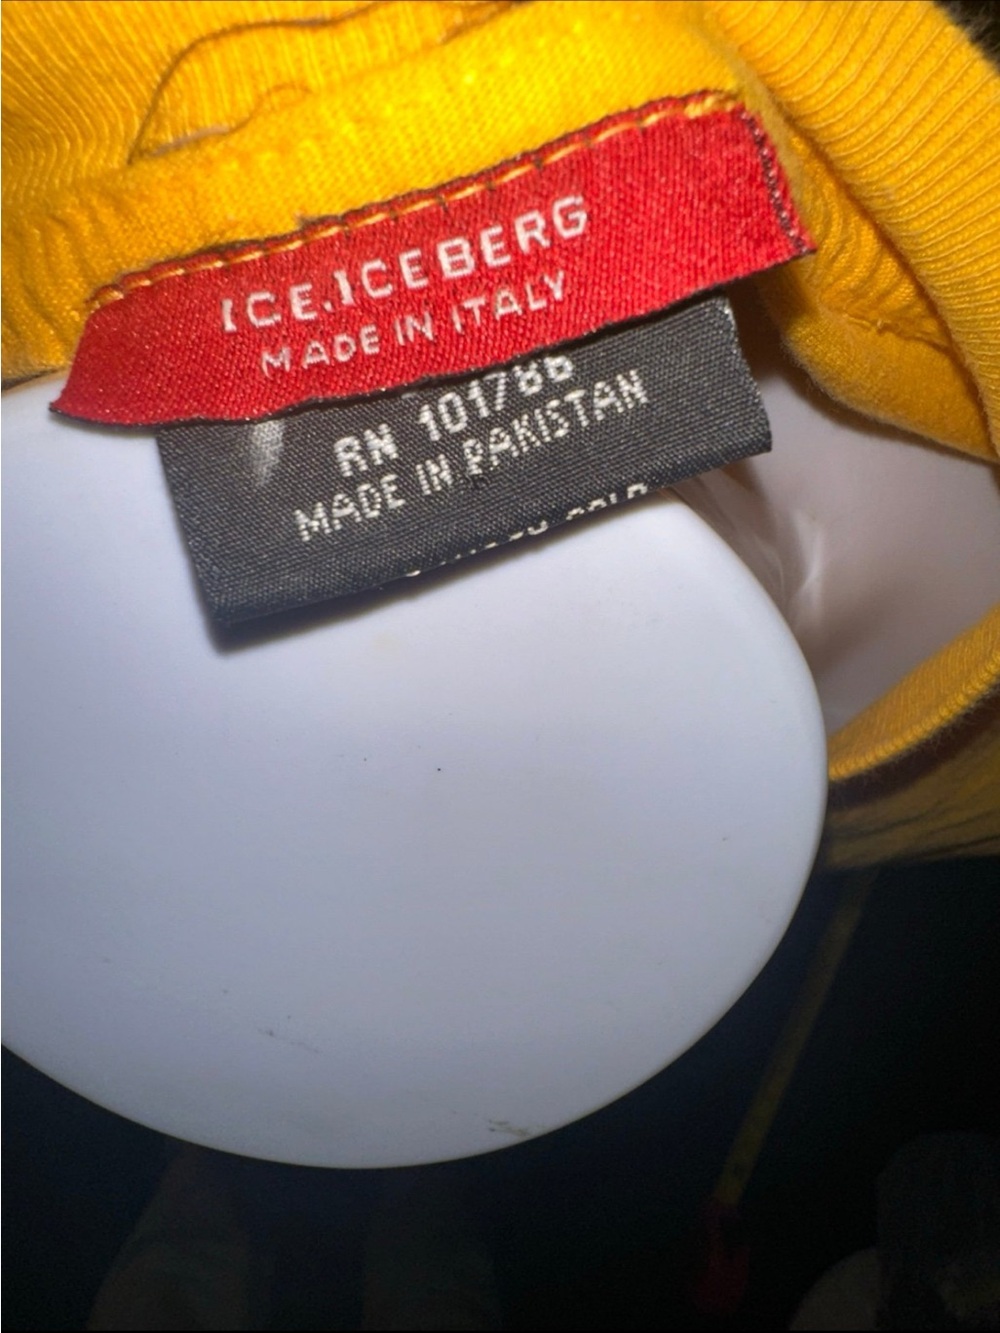 ICE.ICEBERG
MADE IN ITALY
RN 101786
MADE IN PAKISTAN